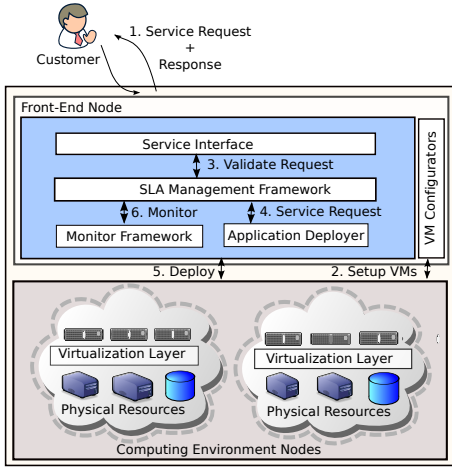 1. Service Request
+
Response
Customer
Front-End Node
Service Interface
3. Validate Request
SLA Management Framework
6. Monitor
4. Service Request
Monitor Framework
Application Deployer
VM Configurators
5. Deploy
2. Setup VMs
Virtualization Layer
Physical Resources
Virtualization Layer
Physical Resources
Computing Environment Nodes